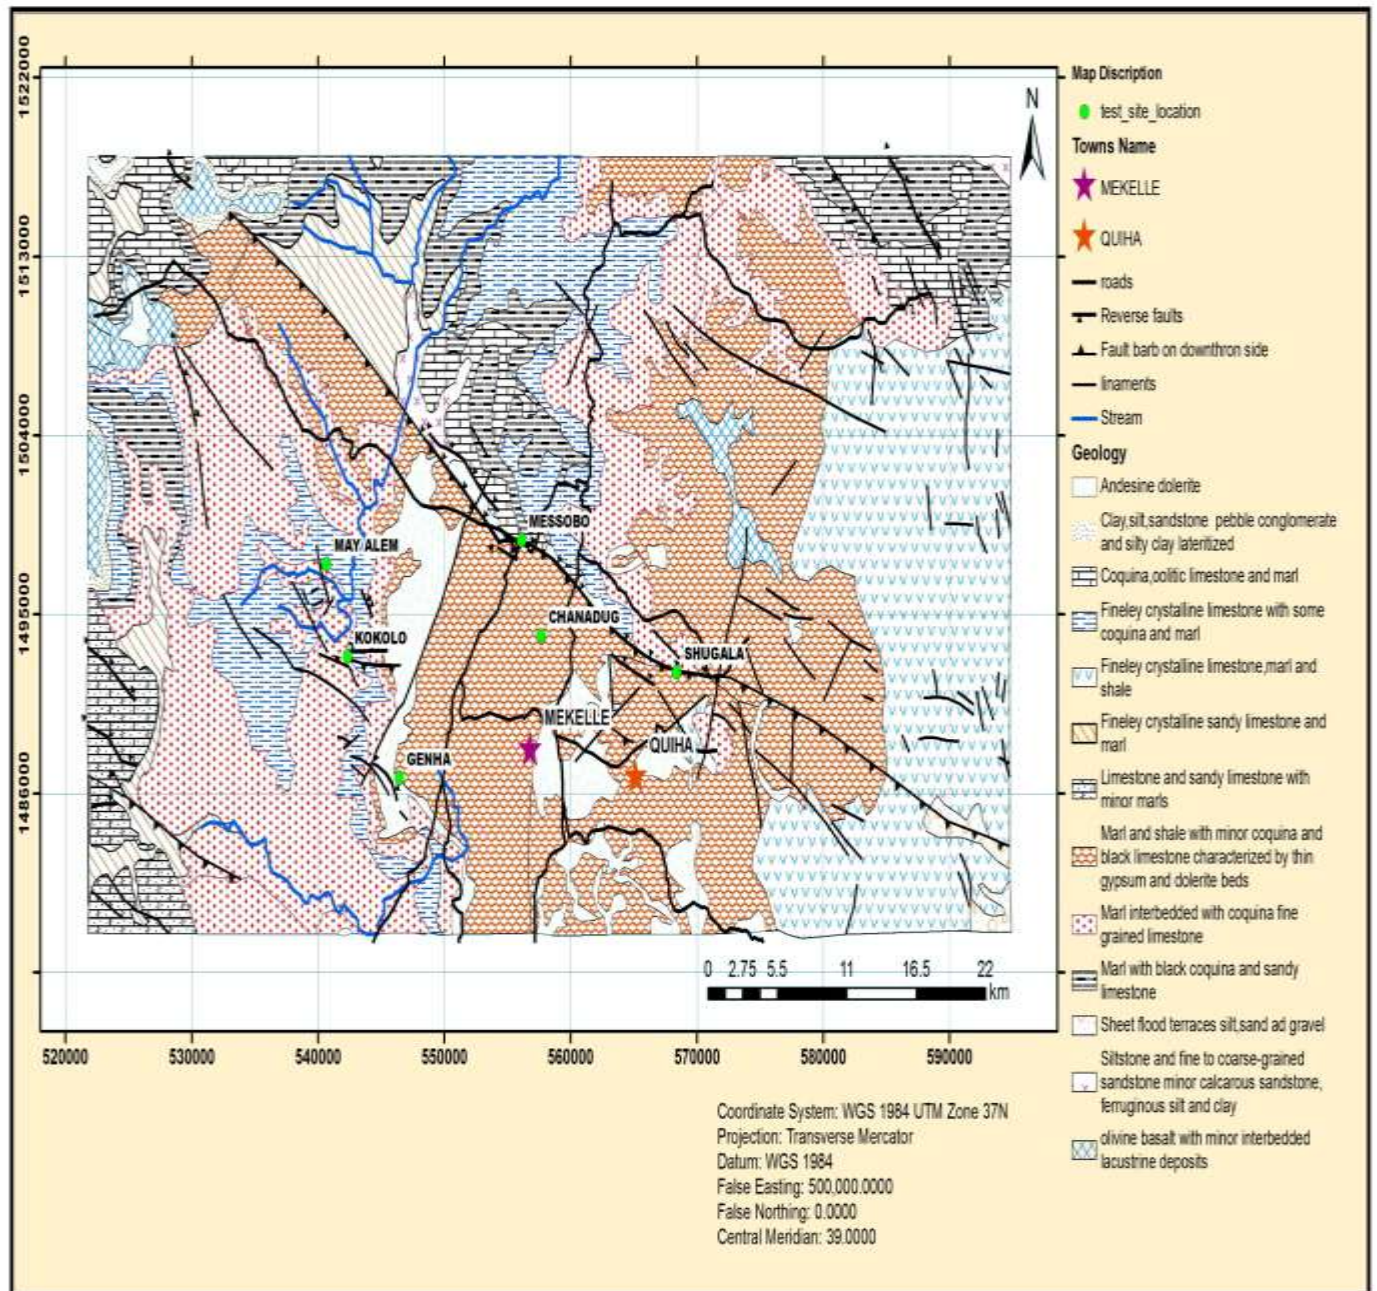 1522000
1513000
1504000
1495000
1486000
520000 530000 540000 550000 560000 570000 580000 590000
N
MESSOBO
MAY ALEM
CHANADUG
KOKOLO
SHUGALA
MEKELLE
QUIHA
GENHA
0 2.75 5.5 11 16.5 22
km
Map Discription
test_site_location
Towns Name
MEKELLE
QUIHA
roads
Reverse faults
Fault barb on downthron side
linaments
Stream
Geology
Andesine dolerite
Clay,silt,sandstone pebble conglomerate
and silty clay lateritized
Coquina,oolitic limestone and marl
Fineley crystalline limestone with some
coquina and marl
Fineley crystalline limestone,marl and
shale
Fineley crystalline sandy limestone and
marl
Limestone and sandy limestone with
minor marls
Marl and shale with minor coquina and
black limestone characterized by thin
gypsum and dolerite beds
Marl interbedded with coquina fine
grained limestone
Marl with black coquina and sandy
limestone
Sheet flood terraces silt,sand ad gravel
Siltstone and fine to coarse-grained
sandstone minor calcarous sandstone,
ferruginous silt and clay
olivine basalt with minor interbedded
lacustrine deposits
Coordinate System: WGS 1984 UTM Zone 37N
Projection: Transverse Mercator
Datum: WGS 1984
False Easting: 500,000.0000
False Northing: 0.0000
Central Meridian: 39.0000